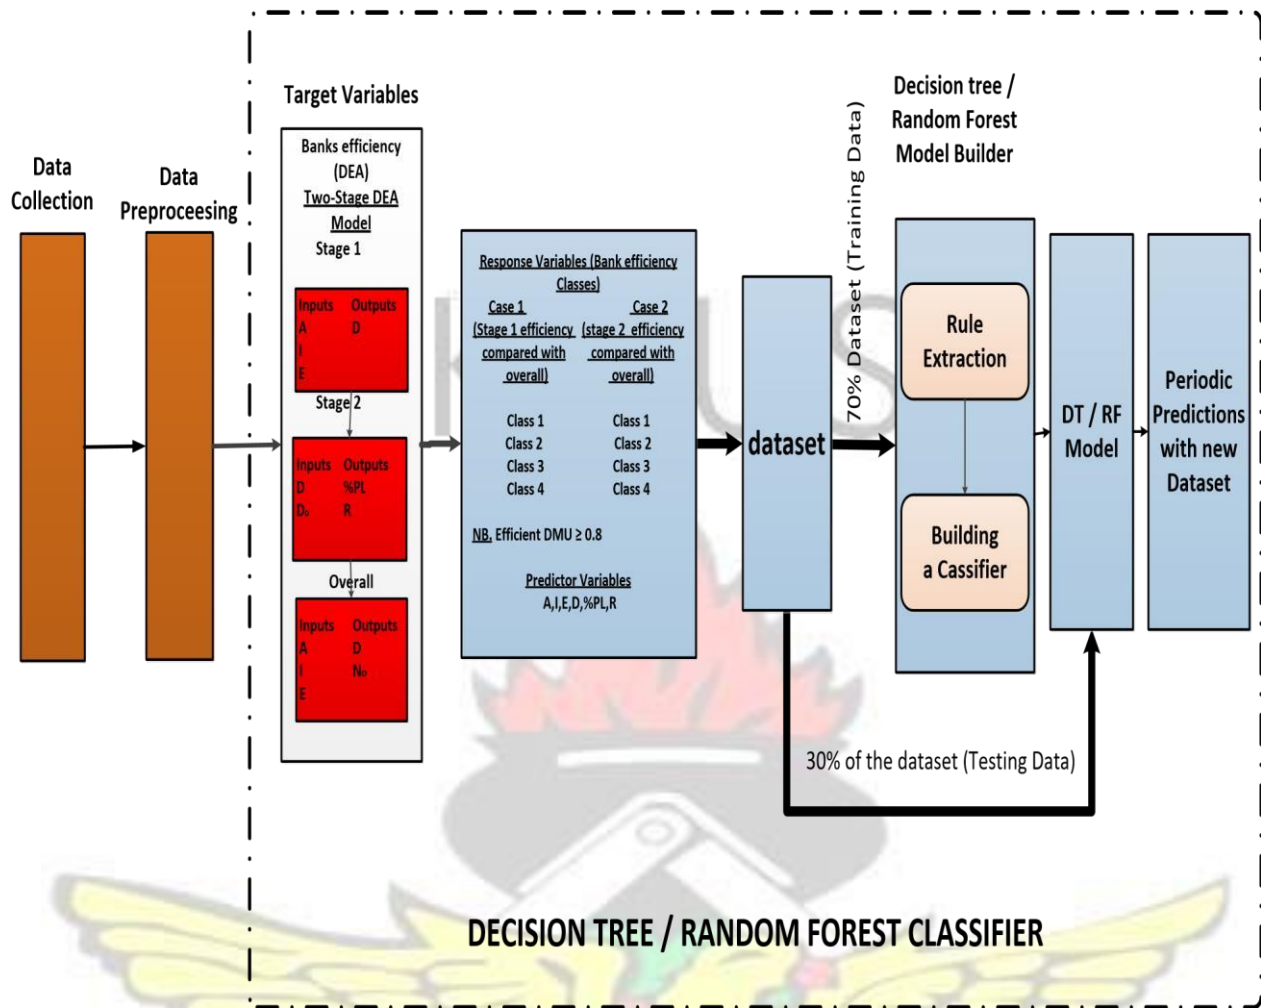 Data
Collection
Data
Preproceesing
Target Variables
Banks efficiency
(DEA)
Two-Stage DEA
Model
Stage 1
Inputs Outputs
A D
I
E
Stage 2
Inputs Outputs
D %PL
D₀ R
Overall
Inputs Outputs
A D
I N₀
E
Response Variables (Bank efficiency
Classes)
Case 1 Case 2
(Stage 1 efficiency (stage 2 efficiency
compared with compared with
overall) overall)
Class 1 Class 1
Class 2 Class 2
Class 3 Class 3
Class 4 Class 4
NB. Efficient DMU ≥ 0.8
Predictor Variables
A,I,E,D,%PL,R
dataset
70% Dataset (Training Data)
Decision tree /
Random Forest
Model Builder
Rule
Extraction
Building
a Cassifier
DT / RF
Model
Periodic
Predictions
with new
Dataset
30% of the dataset (Testing Data)
DECISION TREE / RANDOM FOREST CLASSIFIER